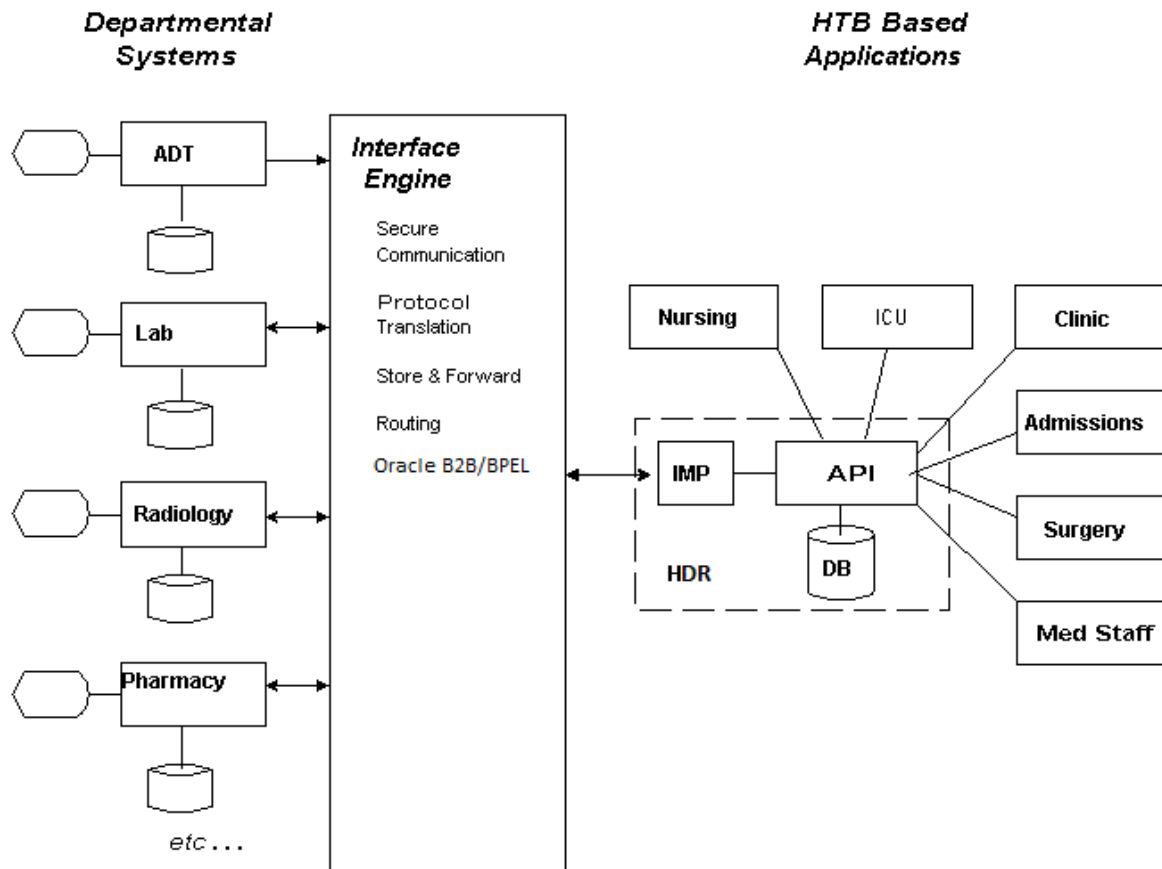 Departmental
Systems
HTB Based
Applications
ADT
Lab
Radiology
Pharmacy
etc ...
Interface
Engine
Secure
Communication
Protocol
Translation
Store & Forward
Routing
Oracle B2B/BPEL
Nursing
ICU
Clinic
Admissions
Surgery
Med Staff
IMP
API
HDR
DB